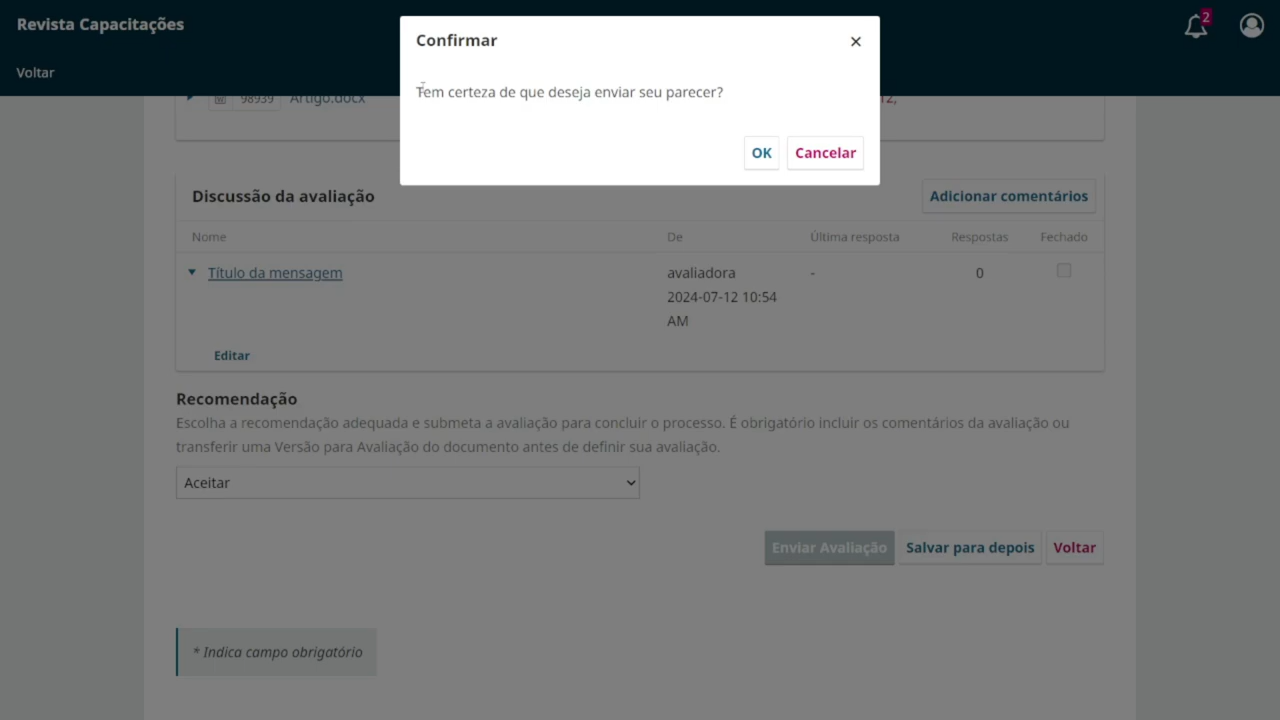 Revista Capacitações
2
Voltar
Confirmar
Tem certeza de que deseja enviar seu parecer?
OK
Cancelar
98939 Artigo.docx
12,
Discussão da avaliação
Adicionar comentários
Nome De Última resposta Respostas Fechado
Título da mensagem avaliadora - 0
2024-07-12 10:54
AM
Editar
Recomendação
Escolha a recomendação adequada e submeta a avaliação para concluir o processo. É obrigatório incluir os comentários da avaliação ou
transferir uma Versão para Avaliação do documento antes de definir sua avaliação.
Aceitar
Enviar Avaliação Salvar para depois Voltar
* Indica campo obrigatório